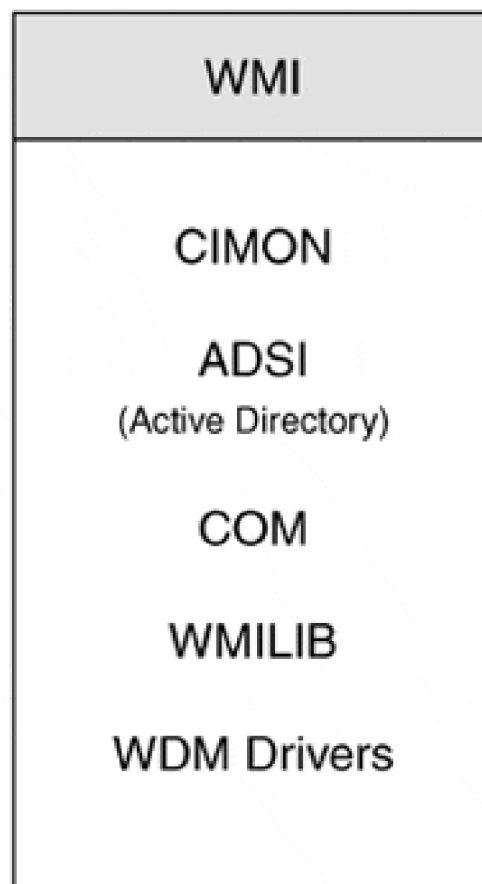 WMI
CIMON
ADSI
(Active Directory)
COM
WMILIB
WDM Drivers